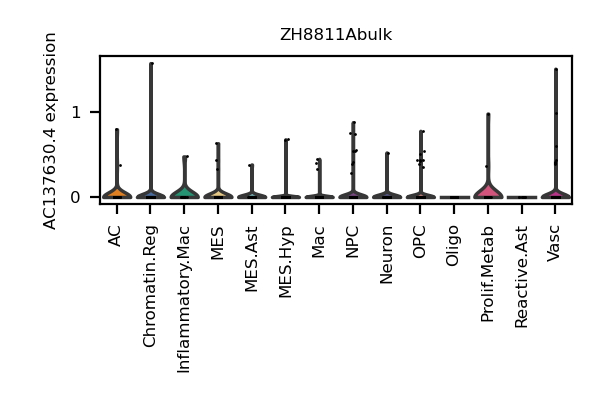 ZH8811Abulk
AC137630.4 expression
1
0
AC
Chromatin.Reg
Inflammatory.Mac
MES
MES.Ast
MES.Hyp
Mac
NPC
Neuron
OPC
Oligo
Prolif.Metab
Reactive.Ast
Vasc